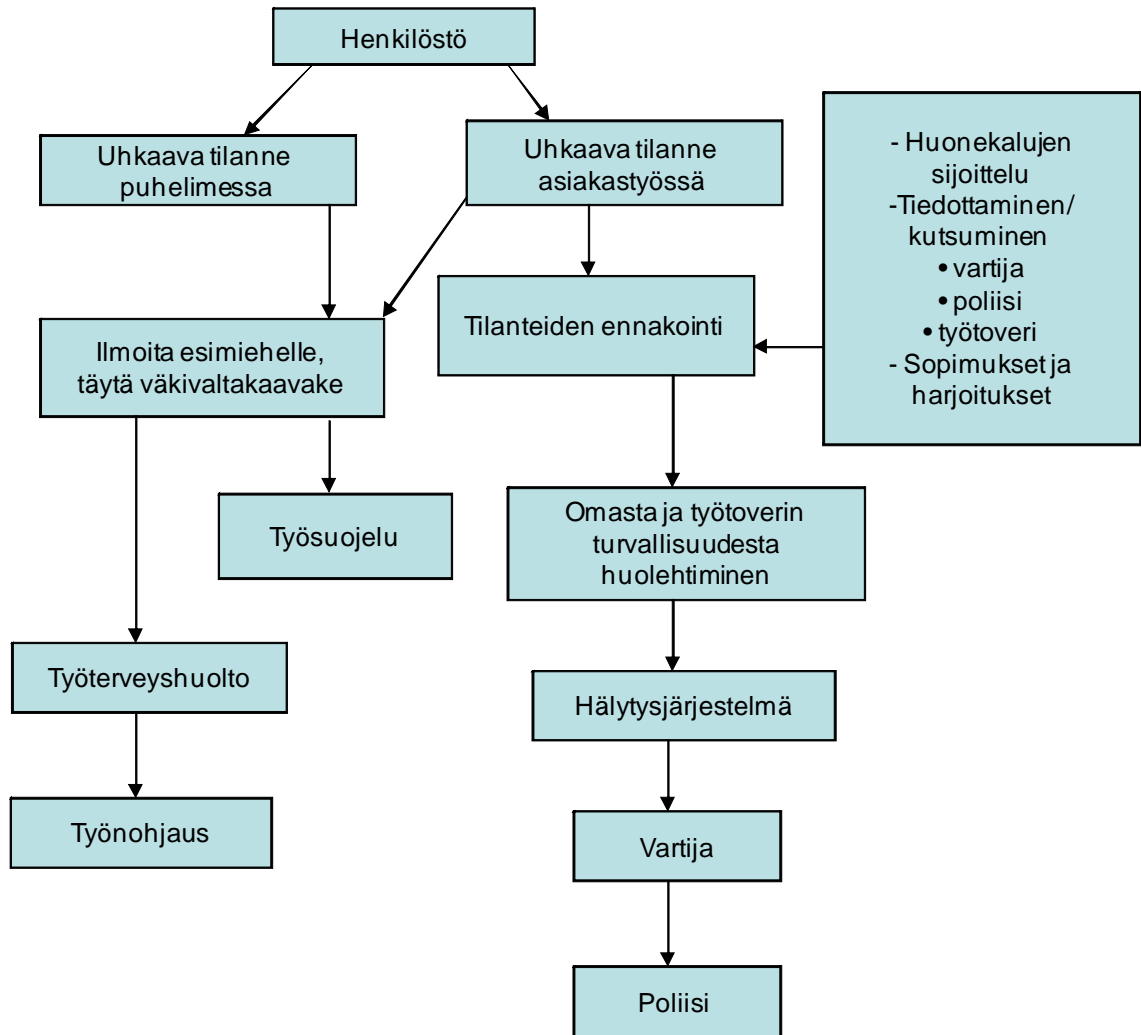 Henkilöstö
Uhkaava tilanne
puhelimessa
Uhkaava tilanne
asiakastyössä
- Huonekalujen
sijoittelu
-Tiedottaminen/
kutsuminen
• vartija
• poliisi
• työtoveri
- Sopimukset ja
harjoitukset
Tilanteiden ennakointi
Ilmoita esimiehelle,
täytä väkivaltakaavake
Työsuojelu
Omasta ja työtoverin
turvallisuudesta
huolehtiminen
Työterveyshuolto
Hälytysjärjestelmä
Työnohjaus
Vartija
Poliisi